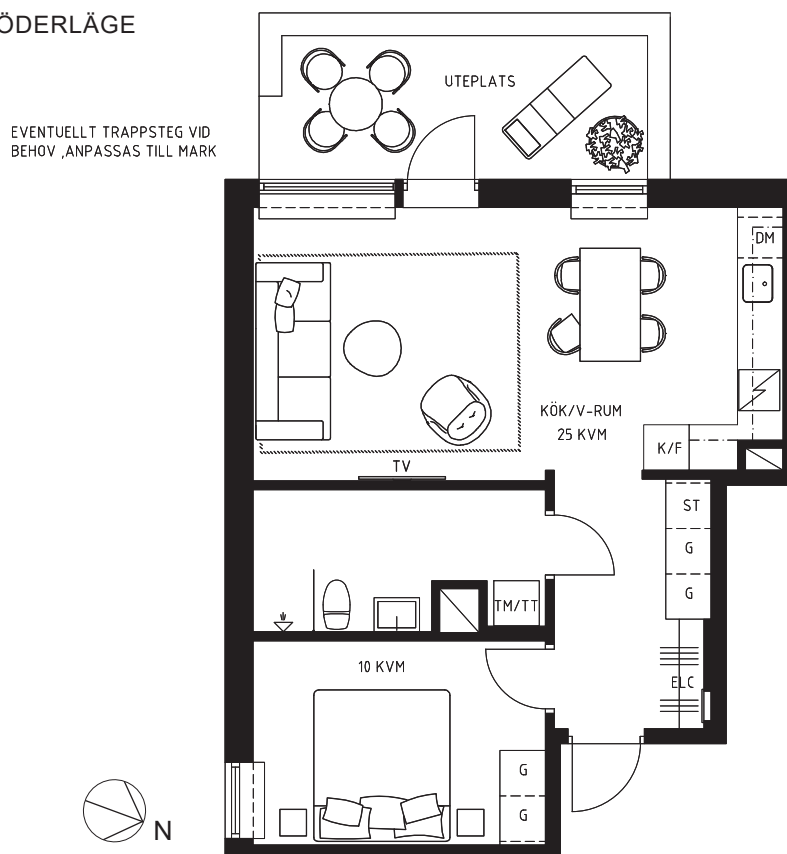 ÖDERLÄGE
UTEPLATS
EVENTUELLT TRAPPSTEG VID
BEHOV ,ANPASSAS TILL MARK
DM
KÖK/V-RUM
25 KVM
K/F
TV
ST
G
G
TM/TT
10 KVM
ELC
G
G
N